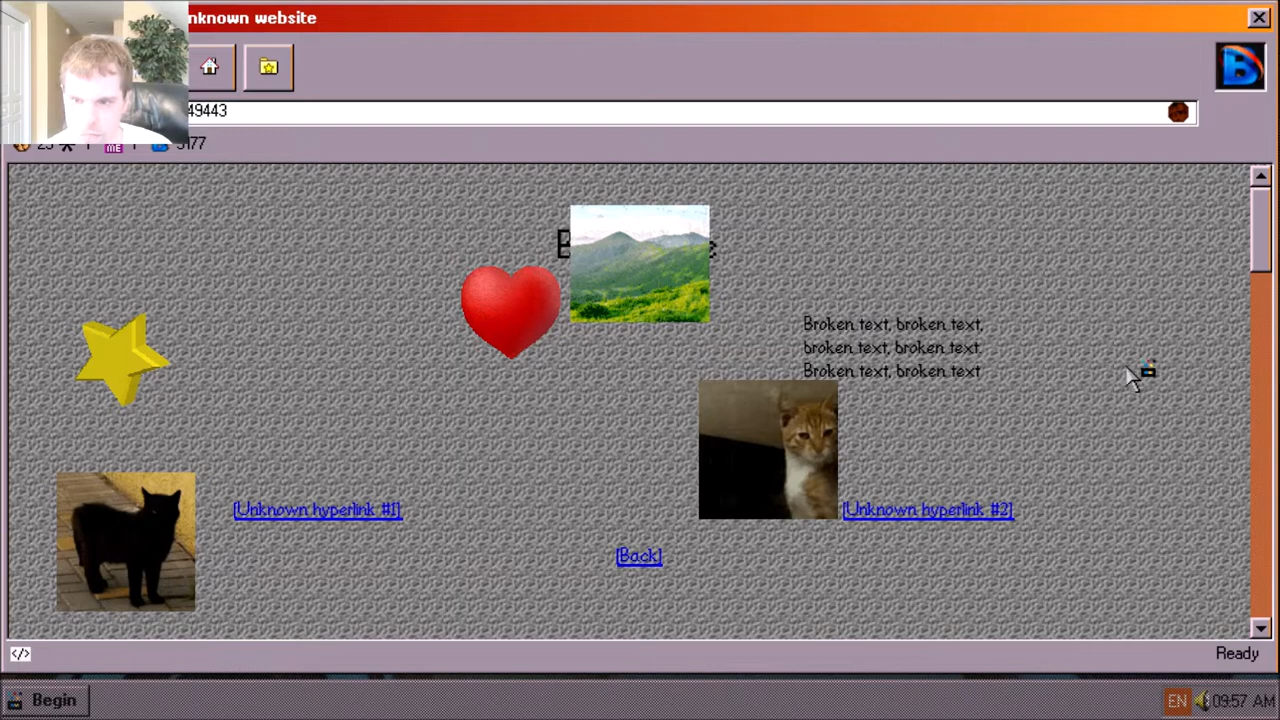 nknown website
49443
ME
Broken text, broken text,
broken text, broken text.
Broken text, broken text
[Unknown hyperlink #1]
[Unknown hyperlink #2]
[Back]
</>
Ready
Begin
EN
09:57 AM